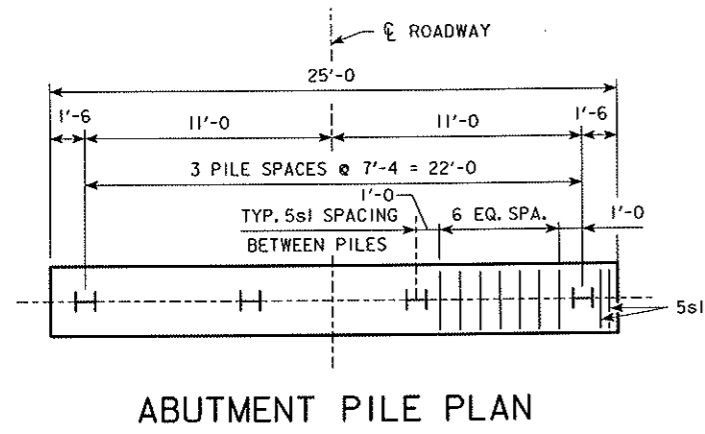 ℄ ROADWAY
25'-0
1'-6 11'-0 11'-0 1'-6
3 PILE SPACES @ 7'-4 = 22'-0
1'-0
TYP. 5s1 SPACING 6 EQ. SPA. 1'-0
BETWEEN PILES
5s1
ABUTMENT PILE PLAN